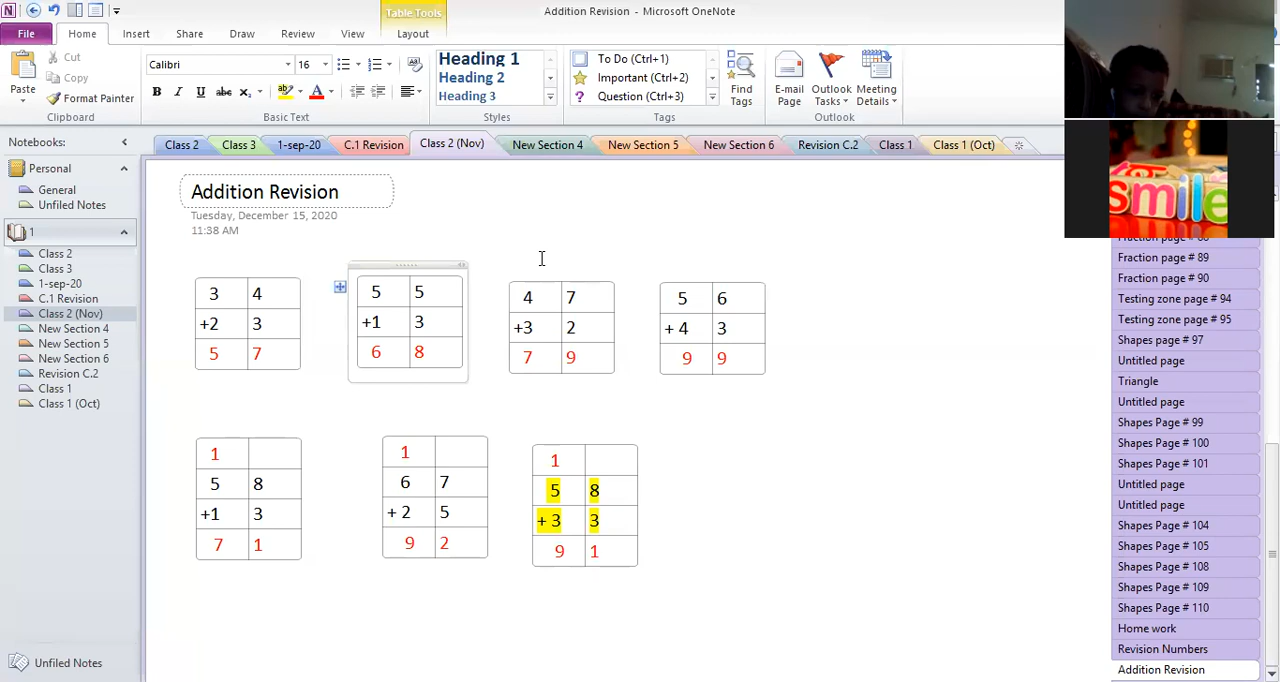 Addition Revision - Microsoft OneNote
Table Tools
File Home Insert Share Draw Review View Layout
Paste
Cut
Copy
Format Painter
Clipboard
Calibri 16
B I U abc X₂ ab A
Basic Text
Heading 1
Heading 2
Heading 3
Styles
To Do (Ctrl+1)
Important (Ctrl+2)
? Question (Ctrl+3)
Tags
Find
Tags
E-mail
Page
Outlook
Tasks
Meeting
Details
Outlook
smile
Notebooks:
Personal
General
Unfiled Notes
1
Class 2
Class 3
1-sep-20
C.1 Revision
Class 2 (Nov)
New Section 4
New Section 5
New Section 6
Revision C.2
Class 1
Class 1 (Oct)
Unfiled Notes
Class 2 Class 3 1-sep-20 C.1 Revision Class 2 (Nov) New Section 4 New Section 5 New Section 6 Revision C.2 Class 1 Class 1 (Oct)
Addition Revision
Tuesday, December 15, 2020
11:38 AM
3 4
+2 3
5 7
5 5
+1 3
6 8
4 7
+3 2
7 9
5 6
+ 4 3
9 9
1
5 8
+1 3
7 1
1
6 7
+ 2 5
9 2
1
5 8
+ 3 3
9 1
Fraction page # 89
Fraction page # 90
Testing zone page # 94
Testing zone page # 95
Shapes page # 97
Untitled page
Triangle
Untitled page
Shapes Page # 99
Shapes Page # 100
Shapes Page # 101
Untitled page
Untitled page
Shapes Page # 104
Shapes Page # 105
Shapes Page # 108
Shapes Page # 109
Shapes Page # 110
Home work
Revision Numbers
Addition Revision